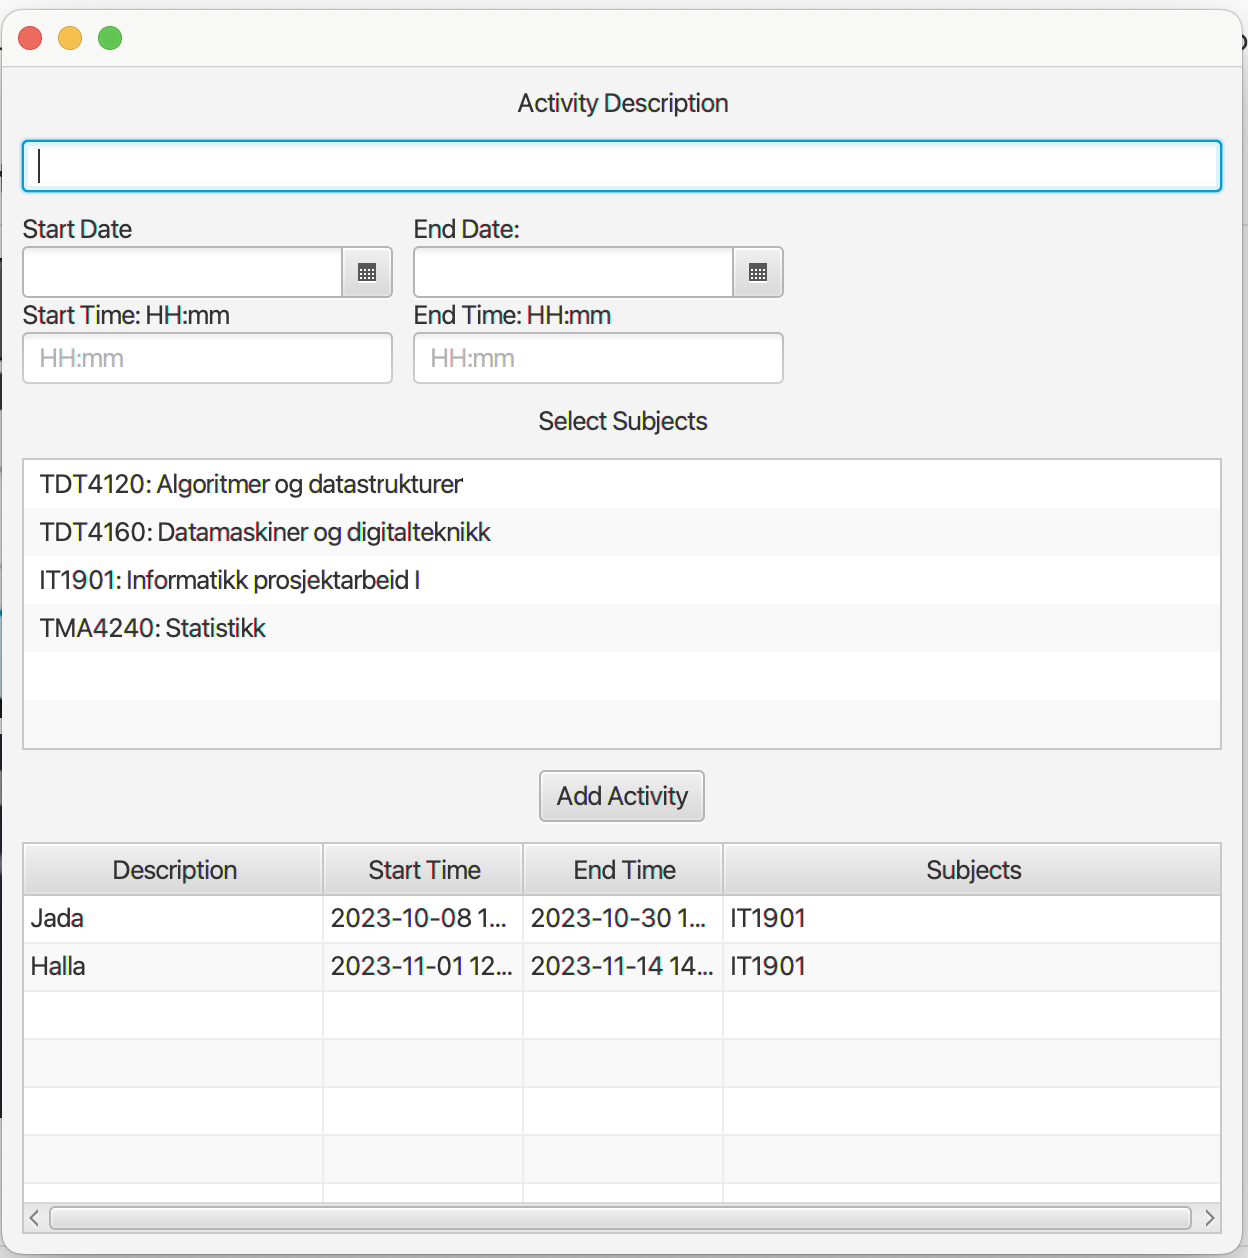 Activity Description
Start Date End Date:
Start Time: HH:mm End Time: HH:mm
HH:mm HH:mm
Select Subjects
TDT4120: Algoritmer og datastrukturer
TDT4160: Datamaskiner og digitalteknikk
IT1901: Informatikk prosjektarbeid I
TMA4240: Statistikk
Add Activity
Description Start Time End Time Subjects
Jada 2023-10-08 1... 2023-10-30 1... IT1901
Halla 2023-11-01 12... 2023-11-14 14... IT1901